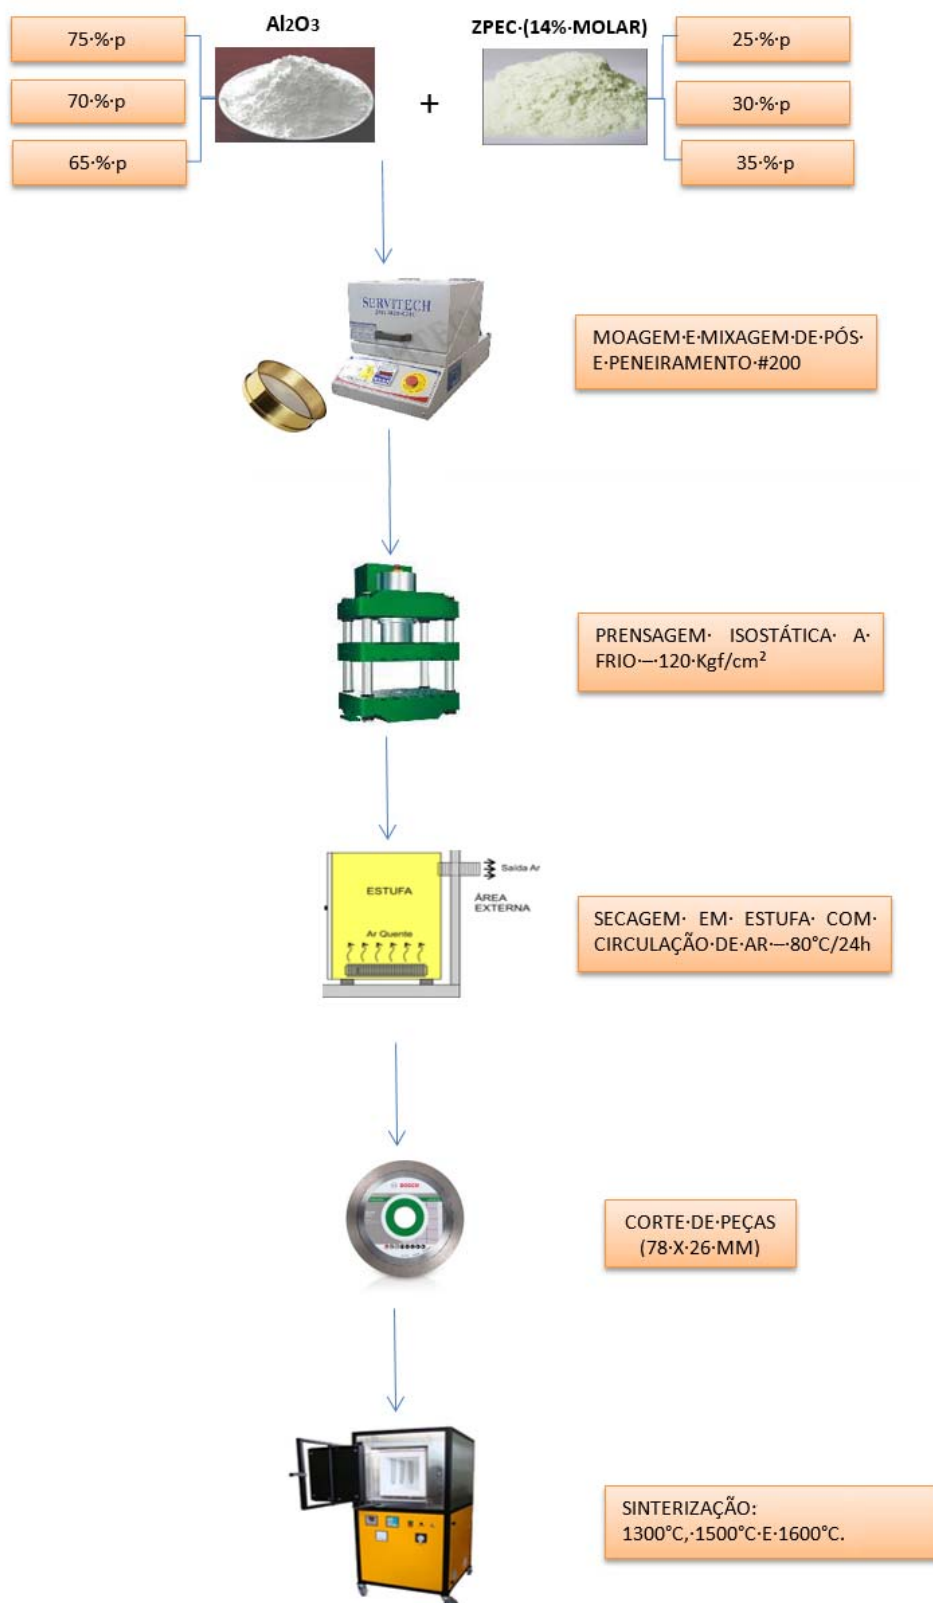 Al₂O₃
ZPEC·(14%·MOLAR)
75·%·p
70·%·p
65·%·p
+
25·%·p
30·%·p
35·%·p
SERVITECH
MOAGEM·E·MIXAGEM·DE·PÓS·
E·PENEIRAMENTO·#200
PRENSAGEM· ISOSTÁTICA A·
FRIO·–·120·Kgf/cm²
ESTUFA
Ar Quente
Saída Ar
ÁREA
EXTERNA
SECAGEM· EM· ESTUFA COM·
CIRCULAÇÃO·DE·AR·–·80°C/24h
BOSCH
CORTE·DE·PEÇAS
(78·X·26·MM)
SINTERIZAÇÃO:
1300°C,·1500°C·E·1600°C.